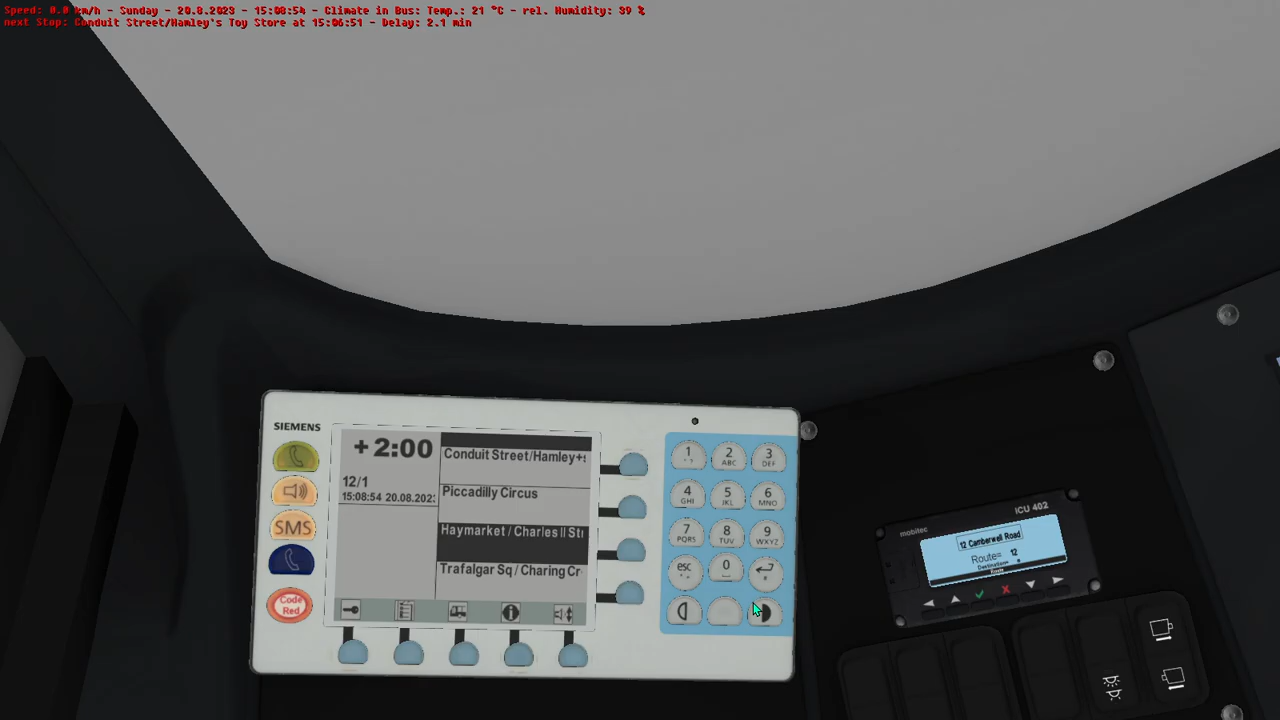 Speed: 0.0 km/h - Sunday - 20.8.2023 - 15:08:54 - Climate in Bus: Temp.: 21 °C - rel. Humidity: 39 %
next Stop: Conduit Street/Hamley's Toy Store at 15:06:51 - Delay: 2.1 min
SIEMENS
+2:00
12/1
15:08:54 20.08.202
Conduit Street/Hamley+
Piccadilly Circus
Haymarket / Charles II Str
Trafalgar Sq / Charing Cr
SMS
Code
Red
1
2
ABC
3
DEF
4
GHI
5
JKL
6
MNO
7
PQRS
8
TUV
9
WXYZ
esc
0
mobitec
ICU 402
12 Camberwell Road
Route= 12
Destination=
Route